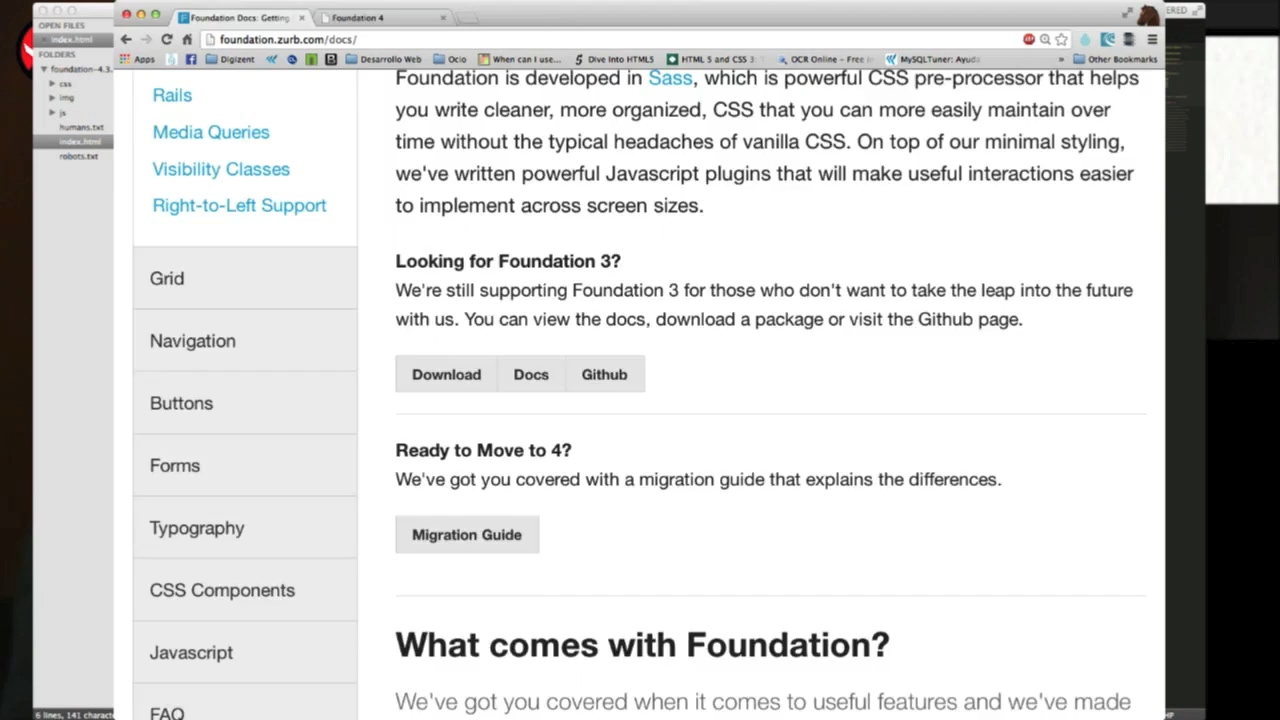 OPEN FILES
index.html
FOLDERS
foundation-4.3.
css
img
js
humans.txt
index.html
robots.txt
6 lines, 141 charact
Foundation Docs: Getting
Foundation 4
foundation.zurb.com/docs/
Apps
Digizent
Desarrollo Web
Ocio
When can I use...
Dive Into HTML5
HTML 5 and CSS 3
OCR Online - Free
MySQLTuner: Ayuda
»
Other Bookmarks
ERED
Rails
Media Queries
Visibility Classes
Right-to-Left Support
Grid
Navigation
Buttons
Forms
Typography
CSS Components
Javascript
FAQ
Foundation is developed in Sass, which is powerful CSS pre-processor that helps
you write cleaner, more organized, CSS that you can more easily maintain over
time without the typical headaches of vanilla CSS. On top of our minimal styling,
we've written powerful Javascript plugins that will make useful interactions easier
to implement across screen sizes.
Looking for Foundation 3?
We're still supporting Foundation 3 for those who don't want to take the leap into the future
with us. You can view the docs, download a package or visit the Github page.
Download
Docs
Github
Ready to Move to 4?
We've got you covered with a migration guide that explains the differences.
Migration Guide
What comes with Foundation?
We've got you covered when it comes to useful features and we've made